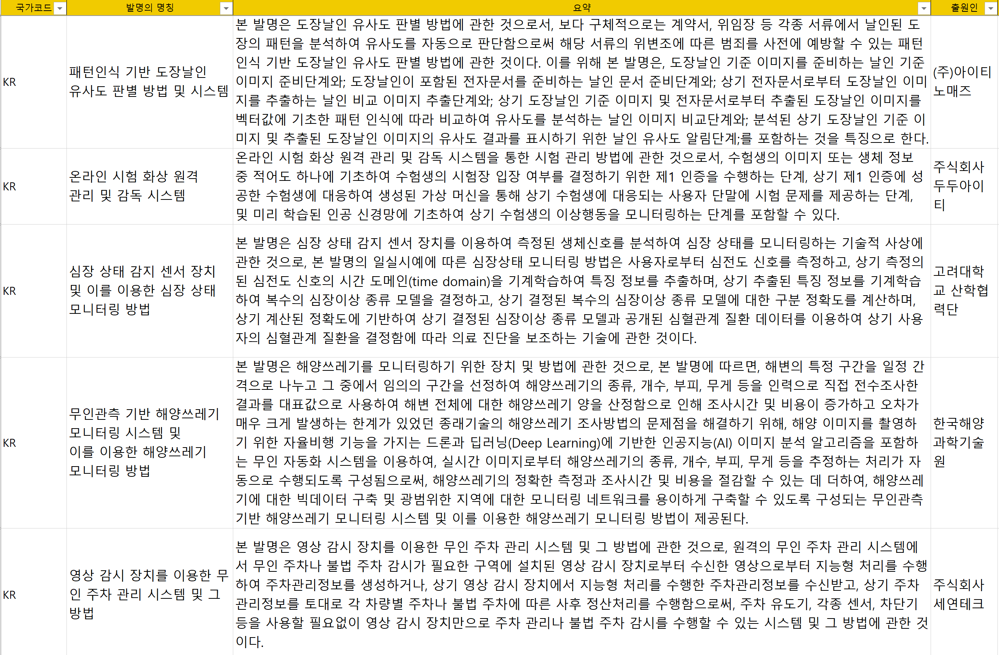 국가코드
발명의 명칭
요약
출원인
KR
패턴인식 기반 도장날인
유사도 판별 방법 및 시스템
본 발명은 도장날인 유사도 판별 방법에 관한 것으로서, 보다 구체적으로는 계약서, 위임장 등 각종 서류에서 날인된 도
장의 패턴을 분석하여 유사도를 자동으로 판단함으로써 해당 서류의 위변조에 따른 범죄를 사전에 예방할 수 있는 패턴
인식 기반 도장날인 유사도 판별 방법에 관한 것이다. 이를 위해 본 발명은, 도장날인 기준 이미지를 준비하는 날인 기준
이미지 준비단계와; 도장날인이 포함된 전자문서를 준비하는 날인 문서 준비단계와; 상기 전자문서로부터 도장날인 이미
지를 추출하는 날인 비교 이미지 추출단계와; 상기 도장날인 기준 이미지 및 전자문서로부터 추출된 도장날인 이미지를
벡터값에 기초한 패턴 인식에 따라 비교하여 유사도를 분석하는 날인 이미지 비교단계와; 분석된 상기 도장날인 기준 이
미지 및 추출된 도장날인 이미지의 유사도 결과를 표시하기 위한 날인 유사도 알림단계;를 포함하는 것을 특징으로 한다.
(주)아이티
노매즈
KR
온라인 시험 화상 원격
관리 및 감독 시스템
온라인 시험 화상 원격 관리 및 감독 시스템을 통한 시험 관리 방법에 관한 것으로서, 수험생의 이미지 또는 생체 정보
중 적어도 하나에 기초하여 수험생의 시험장 입장 여부를 결정하기 위한 제1 인증을 수행하는 단계, 상기 제1 인증에 성
공한 수험생에 대응하여 생성된 가상 머신을 통해 상기 수험생에 대응되는 사용자 단말에 시험 문제를 제공하는 단계,
및 미리 학습된 인공 신경망에 기초하여 상기 수험생의 이상행동을 모니터링하는 단계를 포함할 수 있다.
주식회사
두두아이
티
KR
심장 상태 감지 센서 장치
및 이를 이용한 심장 상태
모니터링 방법
본 발명은 심장 상태 감지 센서 장치를 이용하여 측정된 생체신호를 분석하여 심장 상태를 모니터링하는 기술적 사상에
관한 것으로, 본 발명의 일실시예에 따른 심장상태 모니터링 방법은 사용자로부터 심전도 신호를 측정하고, 상기 측정의
된 심전도 신호의 시간 도메인(time domain)을 기계학습하여 특징 정보를 추출하며, 상기 추출된 특징 정보를 기계학습
하여 복수의 심장이상 종류 모델을 결정하고, 상기 결정된 복수의 심장이상 종류 모델에 대한 구분 정확도를 계산하며,
상기 계산된 정확도에 기반하여 상기 결정된 심장이상 종류 모델과 공개된 심혈관계 질환 데이터를 이용하여 상기 사용
자의 심혈관계 질환을 결정함에 따라 의료 진단을 보조하는 기술에 관한 것이다.
고려대학
교 산학협
력단
KR
무인관측 기반 해양쓰레기
모니터링 시스템 및
이를 이용한 해양쓰레기
모니터링 방법
본 발명은 해양쓰레기를 모니터링하기 위한 장치 및 방법에 관한 것으로, 본 발명에 따르면, 해변의 특정 구간을 일정 간
격으로 나누고 그 중에서 임의의 구간을 선정하여 해양쓰레기의 종류, 개수, 부피, 무게 등을 인력으로 직접 전수조사한
결과를 대표값으로 사용하여 해변 전체에 대한 해양쓰레기 양을 산정함으로 인해 조사시간 및 비용이 증가하고 오차가
매우 크게 발생하는 한계가 있었던 종래기술의 해양쓰레기 조사방법의 문제점을 해결하기 위해, 해양 이미지를 촬영하
기 위한 자율비행 기능을 가지는 드론과 딥러닝(Deep Learning)에 기반한 인공지능(AI) 이미지 분석 알고리즘을 포함하
는 무인 자동화 시스템을 이용하여, 실시간 이미지로부터 해양쓰레기의 종류, 개수, 부피, 무게 등을 추정하는 처리가 자
동으로 수행되도록 구성됨으로써, 해양쓰레기의 정확한 측정과 조사시간 및 비용을 절감할 수 있는 데 더하여, 해양쓰레
기에 대한 빅데이터 구축 및 광범위한 지역에 대한 모니터링 네트워크를 용이하게 구축할 수 있도록 구성되는 무인관측
기반 해양쓰레기 모니터링 시스템 및 이를 이용한 해양쓰레기 모니터링 방법이 제공된다.
한국해양
과학기술
원
KR
영상 감시 장치를 이용한 무
인 주차 관리 시스템 및 그
방법
본 발명은 영상 감시 장치를 이용한 무인 주차 관리 시스템 및 그 방법에 관한 것으로, 원격의 무인 주차 관리 시스템에
서 무인 주차나 불법 주차 감시가 필요한 구역에 설치된 영상 감시 장치로부터 수신한 영상으로부터 지능형 처리를 수행
하여 주차관리정보를 생성하거나, 상기 영상 감시 장치에서 지능형 처리를 수행한 주차관리정보를 수신받고, 상기 주차
관리정보를 토대로 각 차량별 주차나 불법 주차에 따른 사후 정산처리를 수행함으로써, 주차 유도기, 각종 센서, 차단기
등을 사용할 필요없이 영상 감시 장치만으로 주차 관리나 불법 주차 감시를 수행할 수 있는 시스템 및 그 방법에 관한 것
이다.
주식회사
세연테크